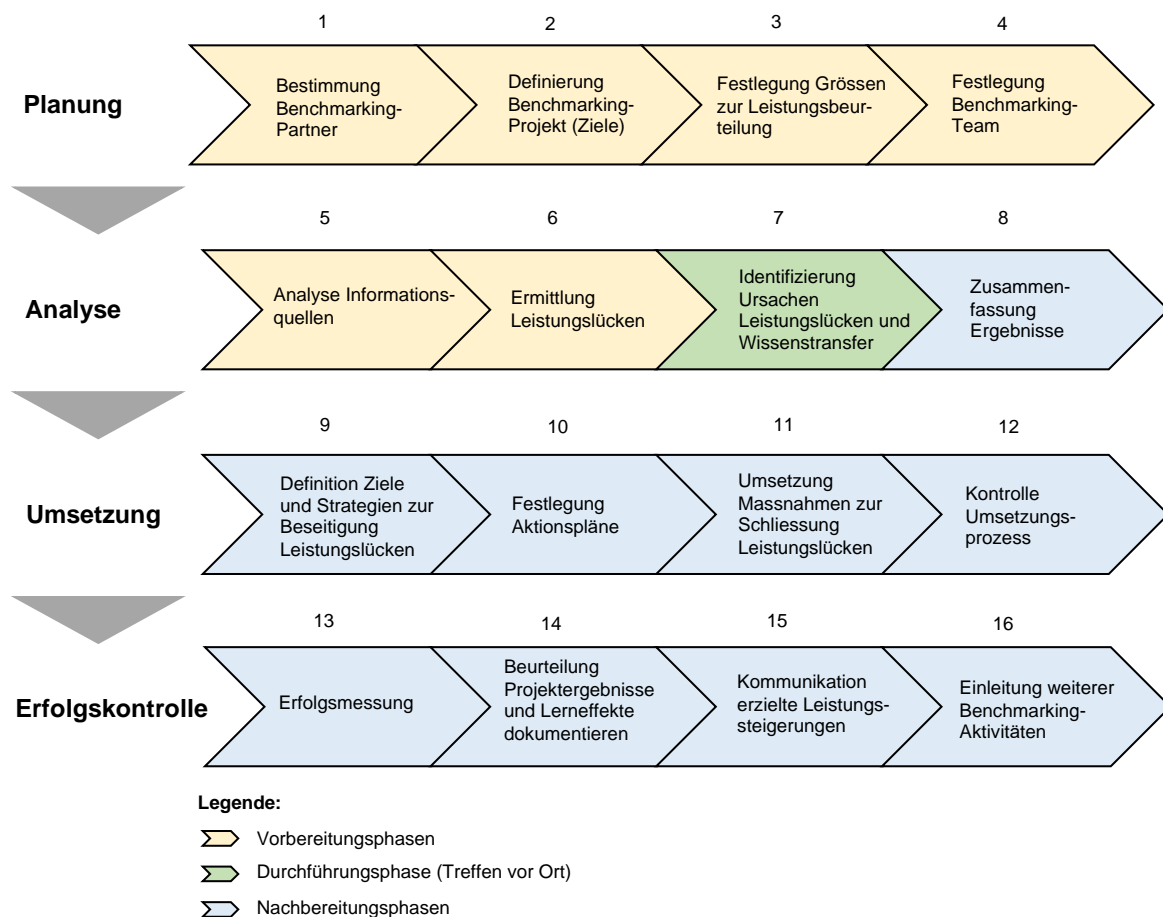 1
2
3
4
Planung
Bestimmung
Benchmarking-
Partner
Definierung
Benchmarking-
Projekt (Ziele)
Festlegung Grössen
zur Leistungsbeur-
teilung
Festlegung
Benchmarking-
Team
5
6
7
8
Analyse
Analyse Informations-
quellen
Ermittlung
Leistungslücken
Identifizierung
Ursachen
Leistungslücken und
Wissenstransfer
Zusammen-
fassung
Ergebnisse
9
10
11
12
Umsetzung
Definition Ziele
und Strategien zur
Beseitigung
Leistungslücken
Festlegung
Aktionspläne
Umsetzung
Massnahmen zur
Schliessung
Leistungslücken
Kontrolle
Umsetzungs-
prozess
13
14
15
16
Erfolgskontrolle
Erfolgsmessung
Beurteilung
Projektergebnisse
und Lerneffekte
dokumentieren
Kommunikation
erzielte Leistungs-
steigerungen
Einleitung weiterer
Benchmarking-
Aktivitäten
Legende:
Vorbereitungsphasen
Durchführungsphase (Treffen vor Ort)
Nachbereitungsphasen